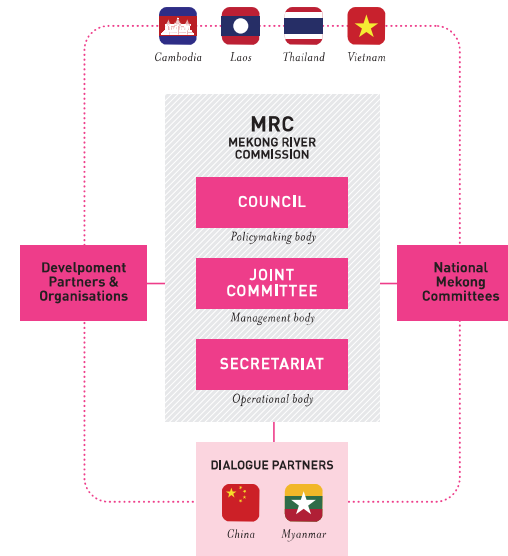 Cambodia Laos Thailand Vietnam
MRC
MEKONG RIVER
COMMISSION
COUNCIL
Policymaking body
Develpoment
Partners &
Organisations
JOINT
COMMITTEE
Management body
National
Mekong
Committees
SECRETARIAT
Operational body
DIALOGUE PARTNERS
China Myanmar